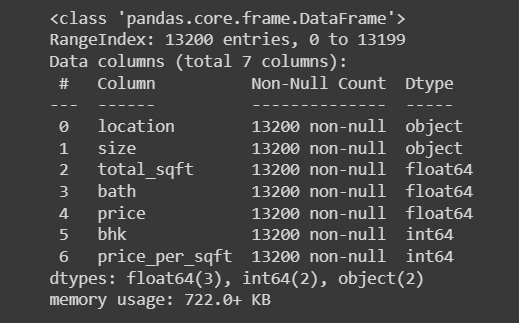 <class 'pandas.core.frame.DataFrame'>
RangeIndex: 13200 entries, 0 to 13199
Data columns (total 7 columns):
 #   Column          Non-Null Count  Dtype
---  ------          --------------  -----
 0   location        13200 non-null  object
 1   size            13200 non-null  object
 2   total_sqft      13200 non-null  float64
 3   bath            13200 non-null  float64
 4   price           13200 non-null  float64
 5   bhk             13200 non-null  int64
 6   price_per_sqft  13200 non-null  int64
dtypes: float64(3), int64(2), object(2)
memory usage: 722.0+ KB